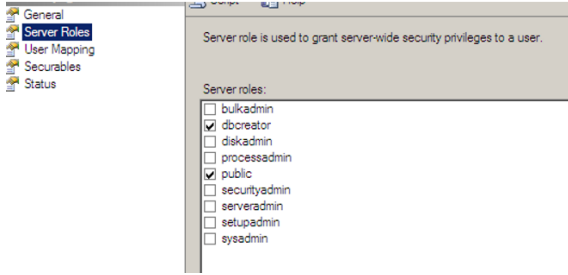 General
Server Roles
User Mapping
Securables
Status
Server role is used to grant server-wide security privileges to a user.
Server roles:
bulkadmin
dbcreator
diskadmin
processadmin
public
securityadmin
serveradmin
setupadmin
sysadmin